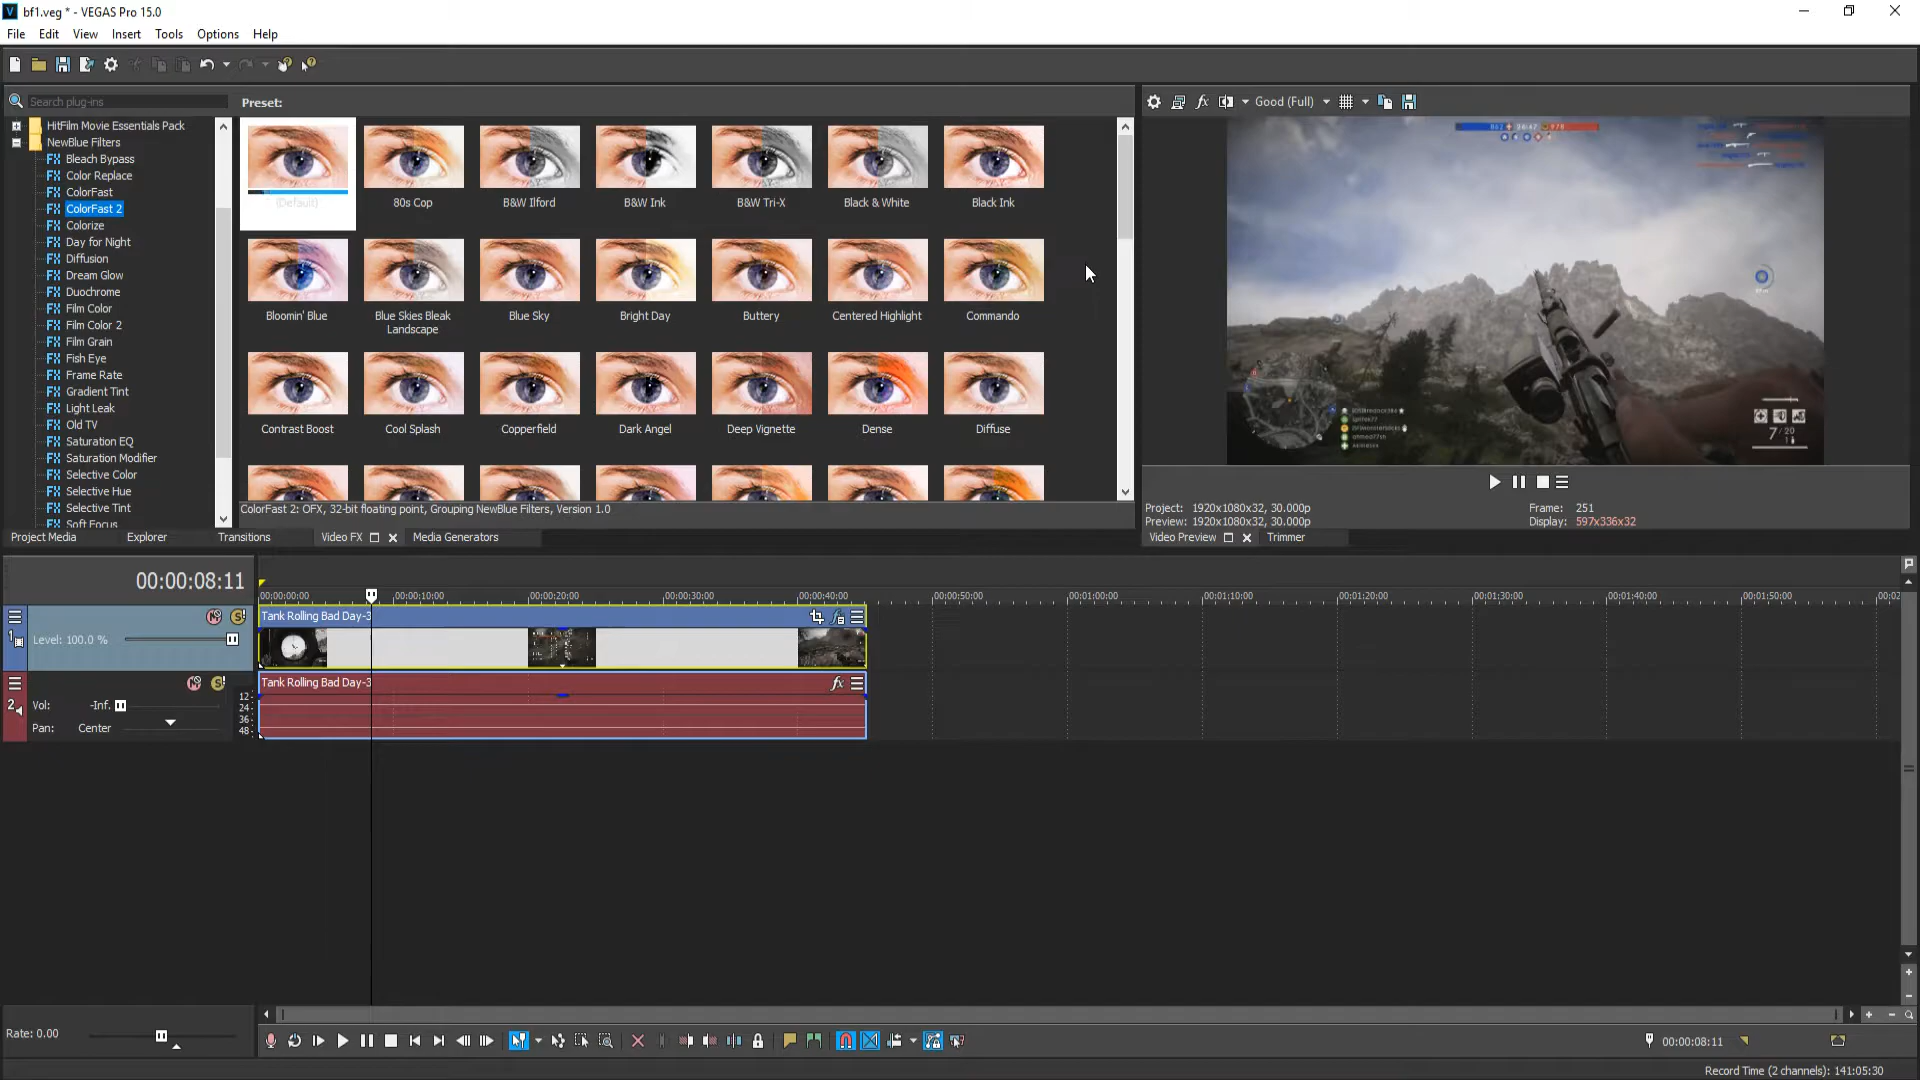 bf1.veg * - VEGAS Pro 15.0
File Edit View Insert Tools Options Help
Search plug-ins
Preset:
Good (Full)
HitFilm Movie Essentials Pack
NewBlue Filters
Bleach Bypass
Color Replace
ColorFast
ColorFast 2
Colorize
Day for Night
Diffusion
Dream Glow
Duochrome
Film Color
Film Color 2
Film Grain
Fish Eye
Frame Rate
Gradient Tint
Light Leak
Old TV
Saturation EQ
Saturation Modifier
Selective Color
Selective Hue
Selective Tint
Soft Focus
(Default) 80s Cop B&W Ilford B&W Ink B&W Tri-X Black & White Black Ink
Bloomin' Blue Blue Skies Bleak Landscape Blue Sky Bright Day Buttery Centered Highlight Commando
Contrast Boost Cool Splash Copperfield Dark Angel Deep Vignette Dense Diffuse
ColorFast 2: OFX, 32-bit floating point, Grouping NewBlue Filters, Version 1.0
7/20
Project: 1920x1080x32, 30.000p
Preview: 1920x1080x32, 30.000p
Frame: 251
Display: 597x336x32
Project Media Explorer Transitions Video FX Media Generators
Video Preview Trimmer
00:00:08:11
00:00:00:00 00:00:10:00 00:00:20:00 00:00:30:00 00:00:40:00 00:00:50:00 00:01:00:00 00:01:10:00 00:01:20:00 00:01:30:00 00:01:40:00 00:01:50:00 00:02
Tank Rolling Bad Day-3
1
Level: 100.0 %
Tank Rolling Bad Day-3
2
Vol: -Inf.
Pan: Center
12
24
36
48
Rate: 0.00
00:00:08:11
Record Time (2 channels): 141:05:30